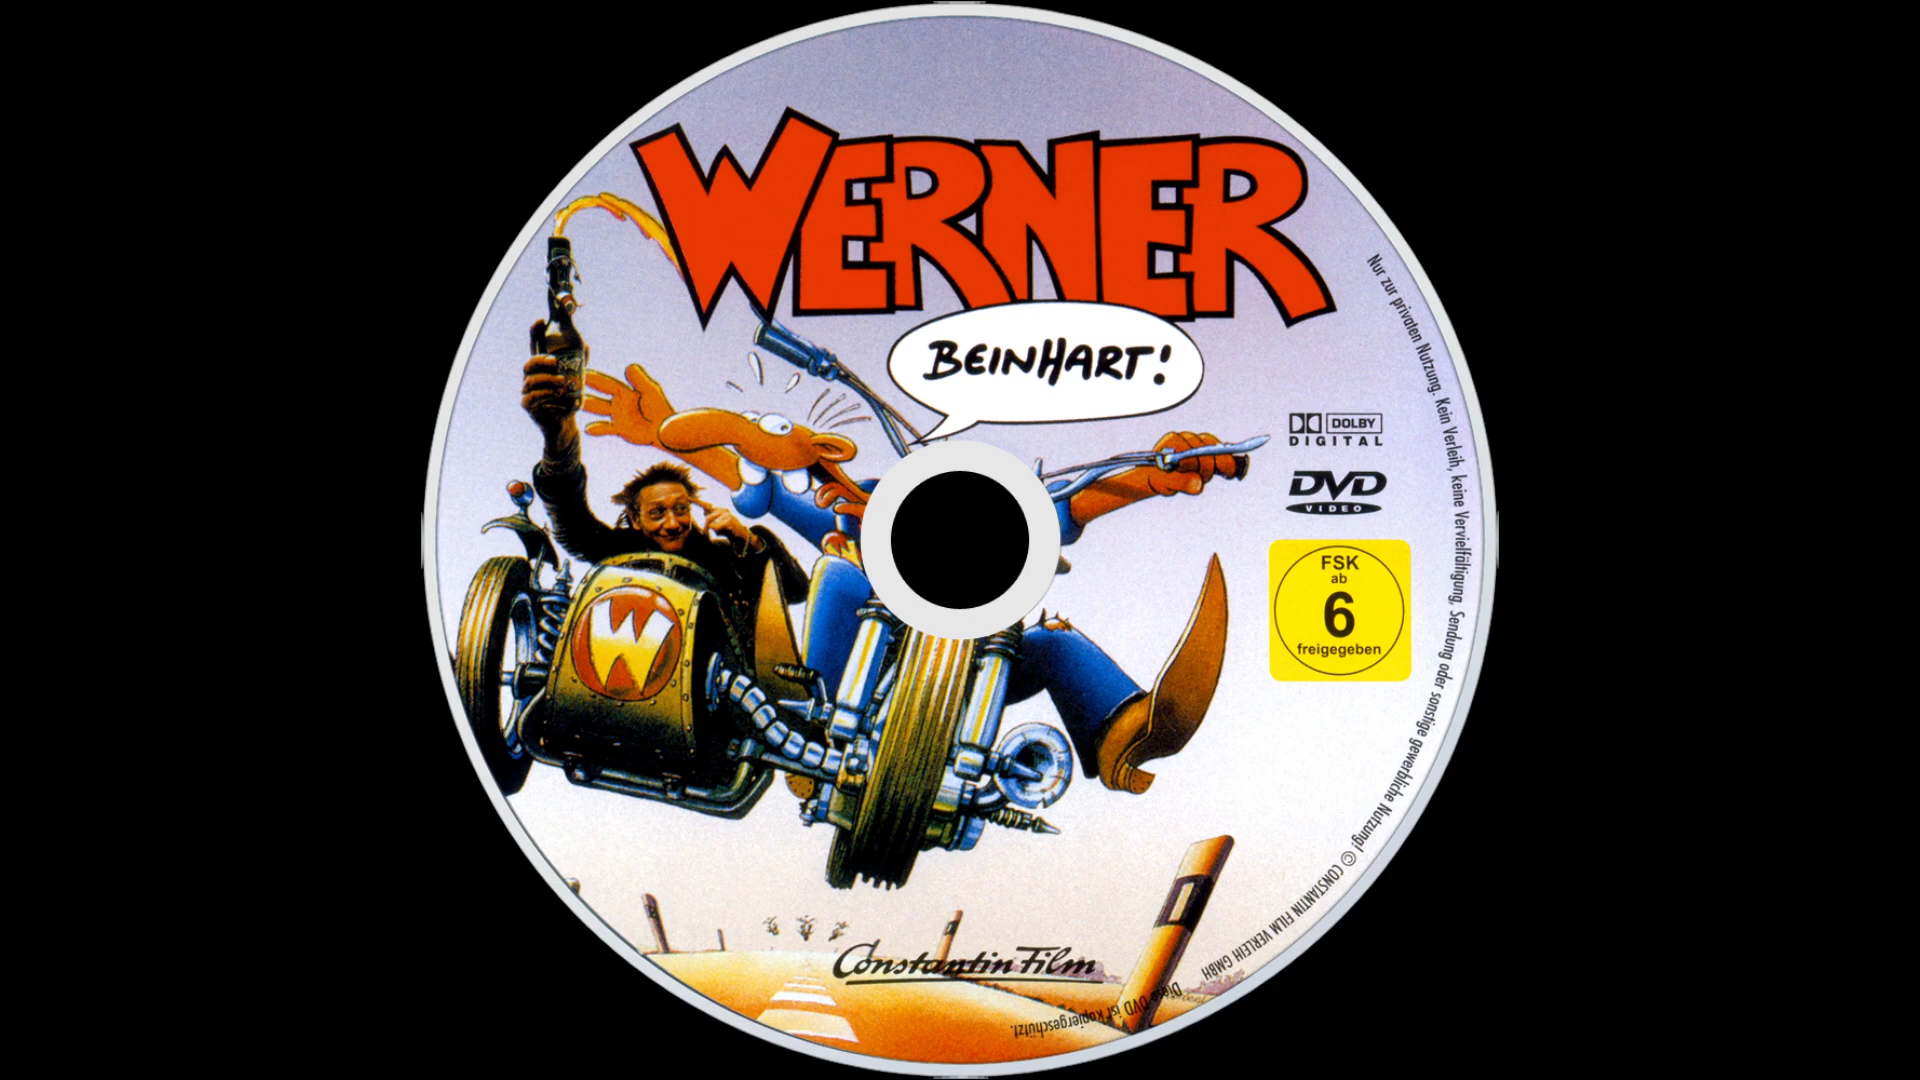 WERNER
BEINHART!
Nur zur privaten Nutzung. Kein Verleih, keine Vervielfältigung, Sendung oder sonstige gewerbliche Nutzung! © CONSTANTIN FILM VERLEIH GMBH
DOLBY
DIGITAL
DVD
VIDEO
FSK
ab
6
freigegeben
W
Constantin Film
Diese DVD ist kopiergeschützt.